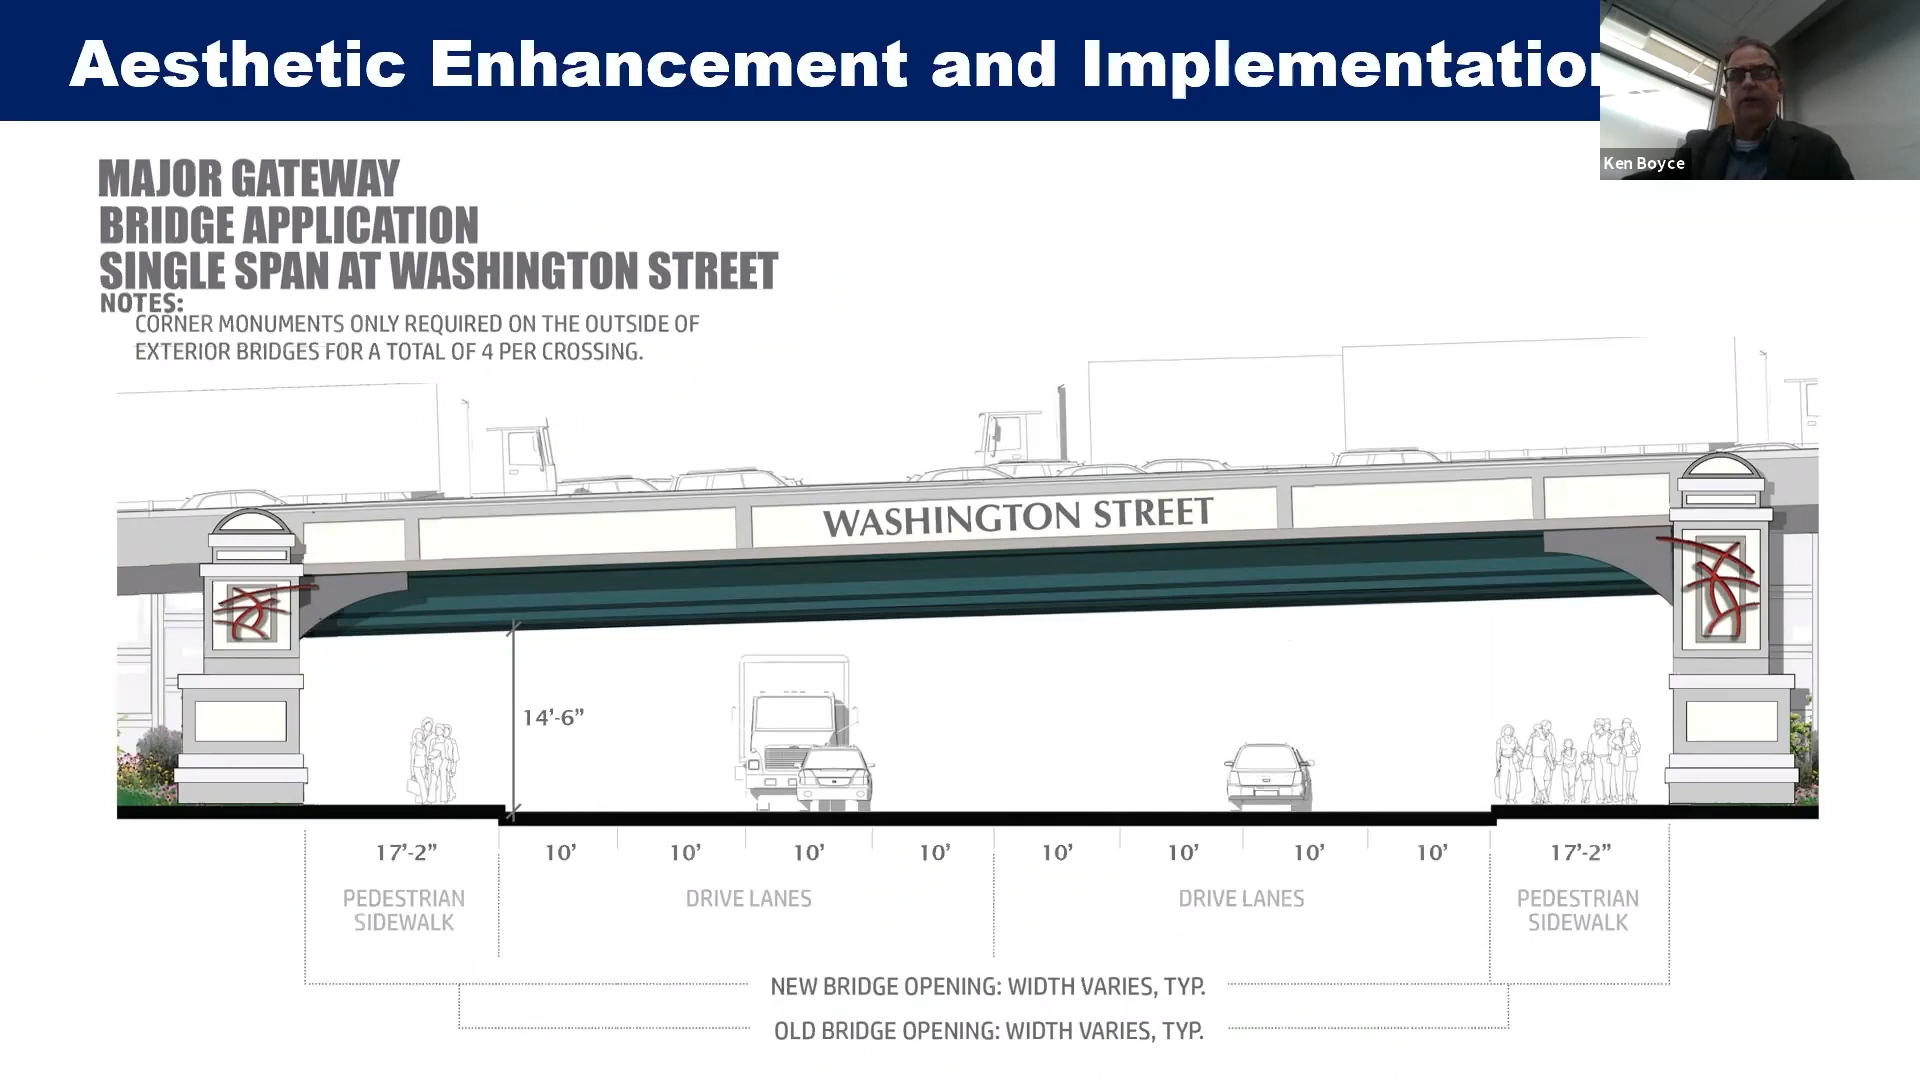 Aesthetic Enhancement and Implementatio
Ken Boyce
MAJOR GATEWAY
BRIDGE APPLICATION
SINGLE SPAN AT WASHINGTON STREET
NOTES:
CORNER MONUMENTS ONLY REQUIRED ON THE OUTSIDE OF
EXTERIOR BRIDGES FOR A TOTAL OF 4 PER CROSSING.
WASHINGTON STREET
14'-6”
17'-2” 10' 10' 10' 10' 10' 10' 10' 10' 17'-2”
PEDESTRIAN SIDEWALK
DRIVE LANES
DRIVE LANES
PEDESTRIAN SIDEWALK
NEW BRIDGE OPENING: WIDTH VARIES, TYP.
OLD BRIDGE OPENING: WIDTH VARIES, TYP.